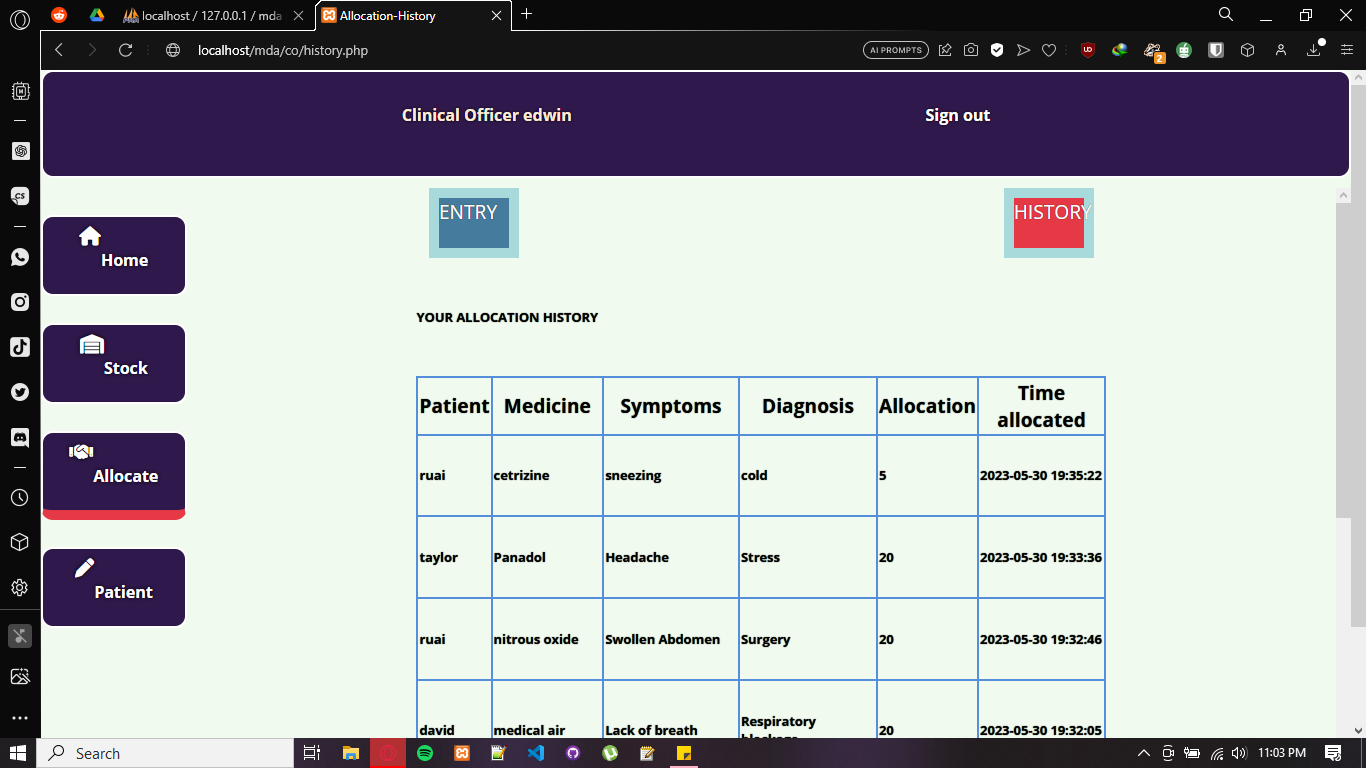 localhost / 127.0.0.1 / mda
Allocation-History
localhost/mda/co/history.php
AI PROMPTS
UD
2
Clinical Officer edwin
Sign out
CS
ENTRY
HISTORY
Home
Stock
Allocate
Patient
YOUR ALLOCATION HISTORY
Patient Medicine Symptoms Diagnosis Allocation Time allocated
ruai cetrizine sneezing cold 5 2023-05-30 19:35:22
taylor Panadol Headache Stress 20 2023-05-30 19:33:36
ruai nitrous oxide Swollen Abdomen Surgery 20 2023-05-30 19:32:46
david medical air Lack of breath Respiratory 20 2023-05-30 19:32:05
Search
11:03 PM